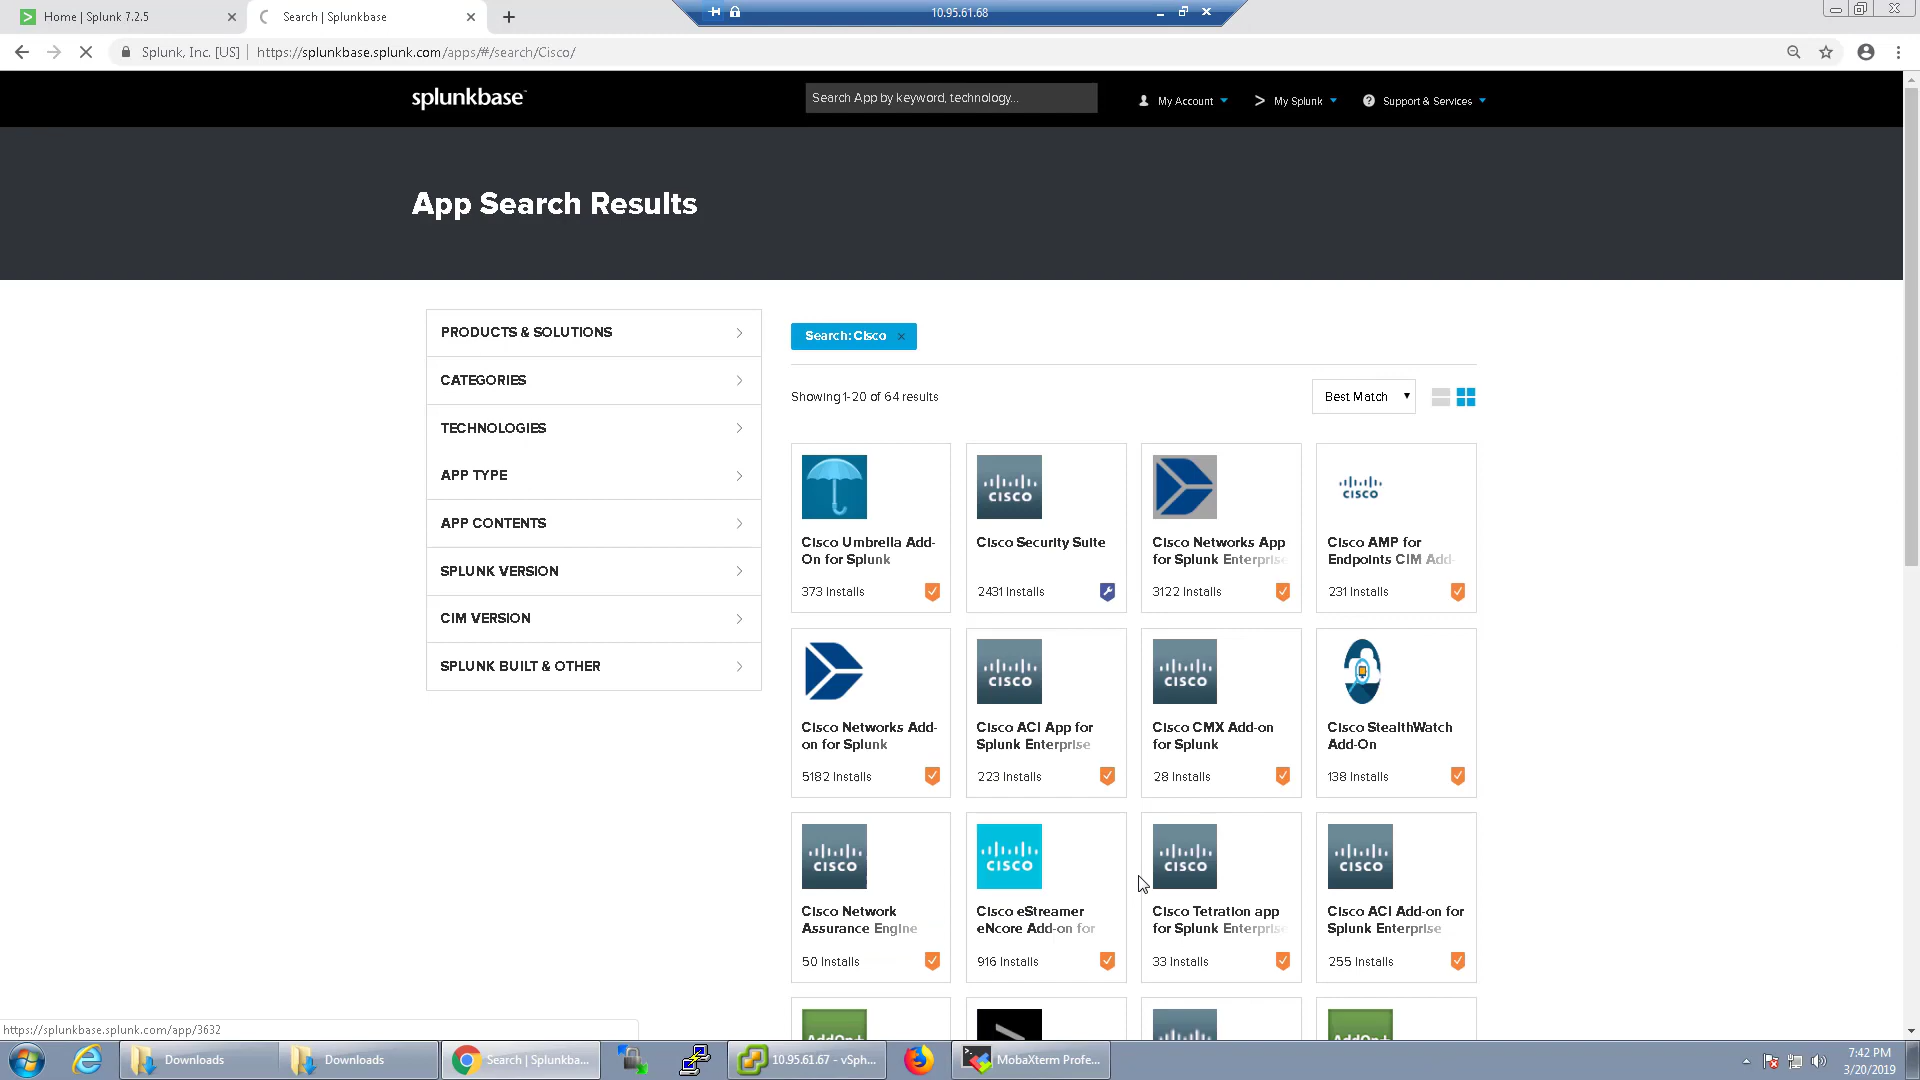 Home | Splunk 7.2.5
Search | Splunkbase
10.95.61.68
Splunk, Inc. [US]
https://splunkbase.splunk.com/apps/#/search/Cisco/
splunkbase
Search App by keyword, technology...
My Account
My Splunk
Support & Services
App Search Results
PRODUCTS & SOLUTIONS
CATEGORIES
TECHNOLOGIES
APP TYPE
APP CONTENTS
SPLUNK VERSION
CIM VERSION
SPLUNK BUILT & OTHER
Search: Cisco
Showing 1-20 of 64 results
Best Match
Cisco Umbrella Add-
On for Splunk
373 Installs
CISCO
Cisco Security Suite
2431 Installs
Cisco Networks App
for Splunk Enterprise
3122 Installs
CISCO
Cisco AMP for
Endpoints CIM Add-
231 Installs
Cisco Networks Add-
on for Splunk
5182 Installs
CISCO
Cisco ACI App for
Splunk Enterprise
223 Installs
CISCO
Cisco CMX Add-on
for Splunk
28 Installs
Cisco StealthWatch
Add-On
138 Installs
CISCO
Cisco Network
Assurance Engine
50 Installs
CISCO
Cisco eStreamer
eNcore Add-on for
916 Installs
CISCO
Cisco Tetration app
for Splunk Enterprise
33 Installs
CISCO
Cisco ACI Add-on for
Splunk Enterprise
255 Installs
https://splunkbase.splunk.com/app/3632
Downloads
Downloads
Search | Splunkba...
10.95.61.67 - vSph...
MobaXterm Profe...
7:42 PM
3/20/2019